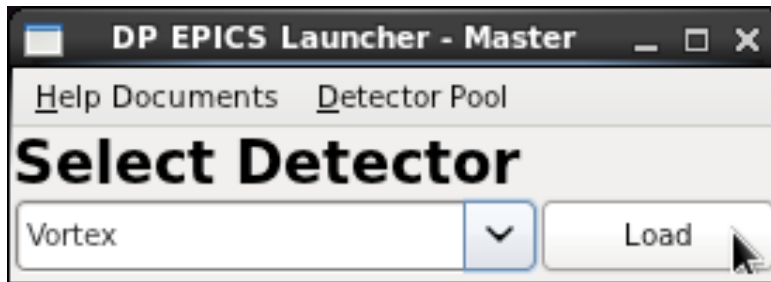 DP EPICS Launcher - Master
Help Documents Detector Pool
Select Detector
Vortex Load